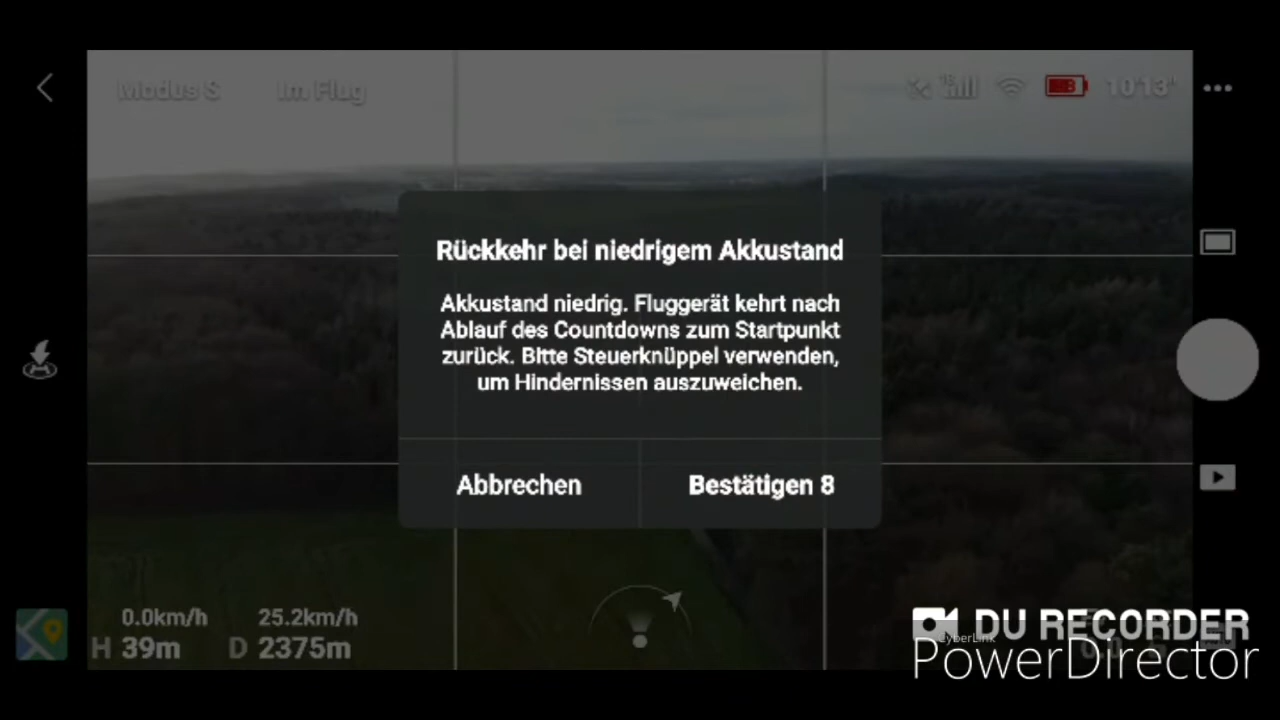 Modus S Im Flug
10'13"
Rückkehr bei niedrigem Akkustand
Akkustand niedrig. Fluggerät kehrt nach
Ablauf des Countdowns zum Startpunkt
zurück. Bitte Steuerknüppel verwenden,
um Hindernissen auszuweichen.
Abbrechen Bestätigen 8
0.0km/h 25.2km/h
H 39m D 2375m
DU RECORDER
CyberLink
PowerDirector